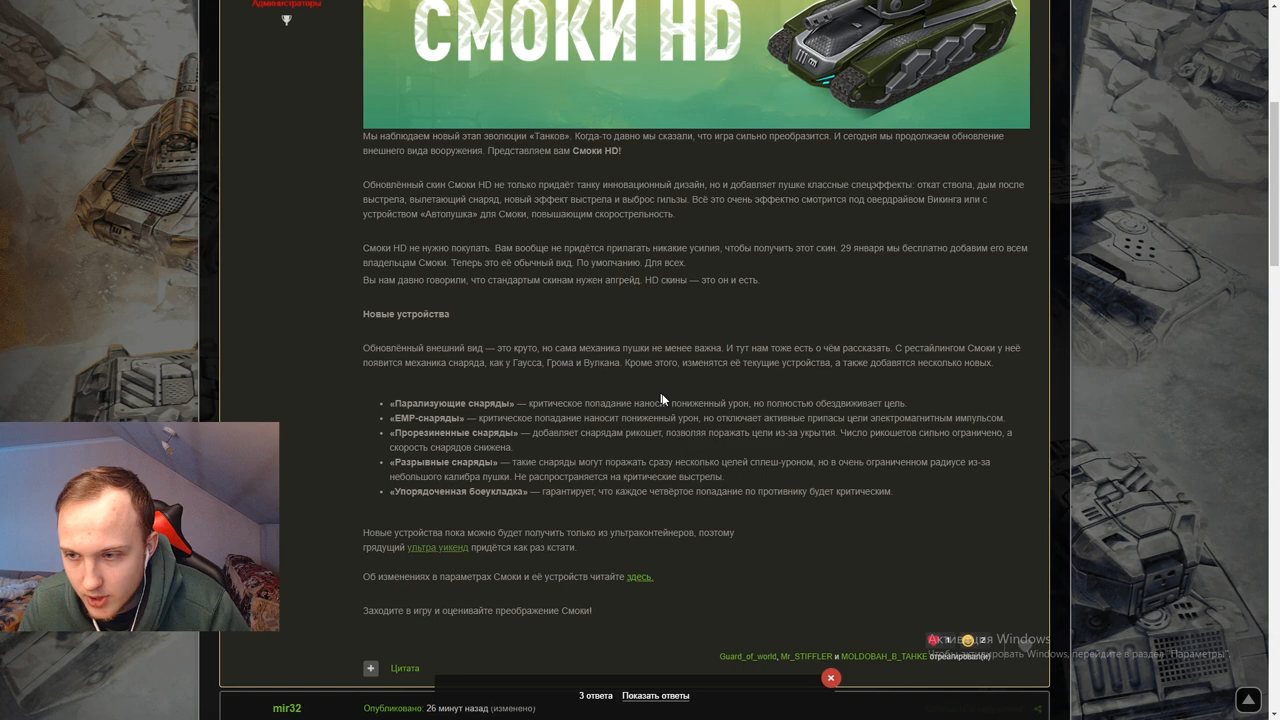 Администраторы
СМОКИ HD
Мы наблюдаем новый этап эволюции «Танков». Когда-то давно мы сказали, что игра сильно преобразится. И сегодня мы продолжаем обновление
внешнего вида вооружения. Представляем вам Смоки HD!
Обновлённый скин Смоки HD не только придаёт танку инновационный дизайн, но и добавляет пушке классные спецэффекты: откат ствола, дым после
выстрела, вылетающий снаряд, новый эффект выстрела и выброс гильзы. Всё это очень эффектно смотрится под овердрайвом Викинга или с
устройством «Автопушка» для Смоки, повышающим скорострельность.
Смоки HD не нужно покупать. Вам вообще не придётся прилагать никакие усилия, чтобы получить этот скин. 29 января мы бесплатно добавим его всем
владельцам Смоки. Теперь это её обычный вид. По умолчанию. Для всех.
Вы нам давно говорили, что стандартым скинам нужен апгрейд. HD скины — это он и есть.
Новые устройства
Обновлённый внешний вид — это круто, но сама механика пушки не менее важна. И тут нам тоже есть о чём рассказать. С рестайлингом Смоки у неё
появится механика снаряда, как у Гаусса, Грома и Вулкана. Кроме этого, изменятся её текущие устройства, а также добавятся несколько новых.
• «Парализующие снаряды» — критическое попадание наносит пониженный урон, но полностью обездвиживает цель.
• «EMP-снаряды» — критическое попадание наносит пониженный урон, но отключает активные припасы цели электромагнитным импульсом.
• «Прорезиненные снаряды» — добавляет снарядам рикошет, позволяя поражать цели из-за укрытия. Число рикошетов сильно ограничено, а
скорость снарядов снижена.
• «Разрывные снаряды» — такие снаряды могут поражать сразу несколько целей сплеш-уроном, но в очень ограниченном радиусе из-за
небольшого калибра пушки. Не распространяется на критические выстрелы.
• «Упорядоченная боеукладка» — гарантирует, что каждое четвёртое попадание по противнику будет критическим.
Новые устройства пока можно будет получить только из ультраконтейнеров, поэтому
грядущий ультра уикенд придётся как раз кстати.
Об изменениях в параметрах Смоки и её устройств читайте здесь.
Заходите в игру и оценивайте преображение Смоки!
1 2
Активация Windows
Чтобы активировать Windows, перейдите в раздел "Параметры".
Guard_of_world, Mr_STIFFLER и MOLDOBAH_B_TAHKE отреагировал(и)
+ Цитата
3 ответа Показать ответы
mir32 Опубликовано: 26 минут назад (изменено)